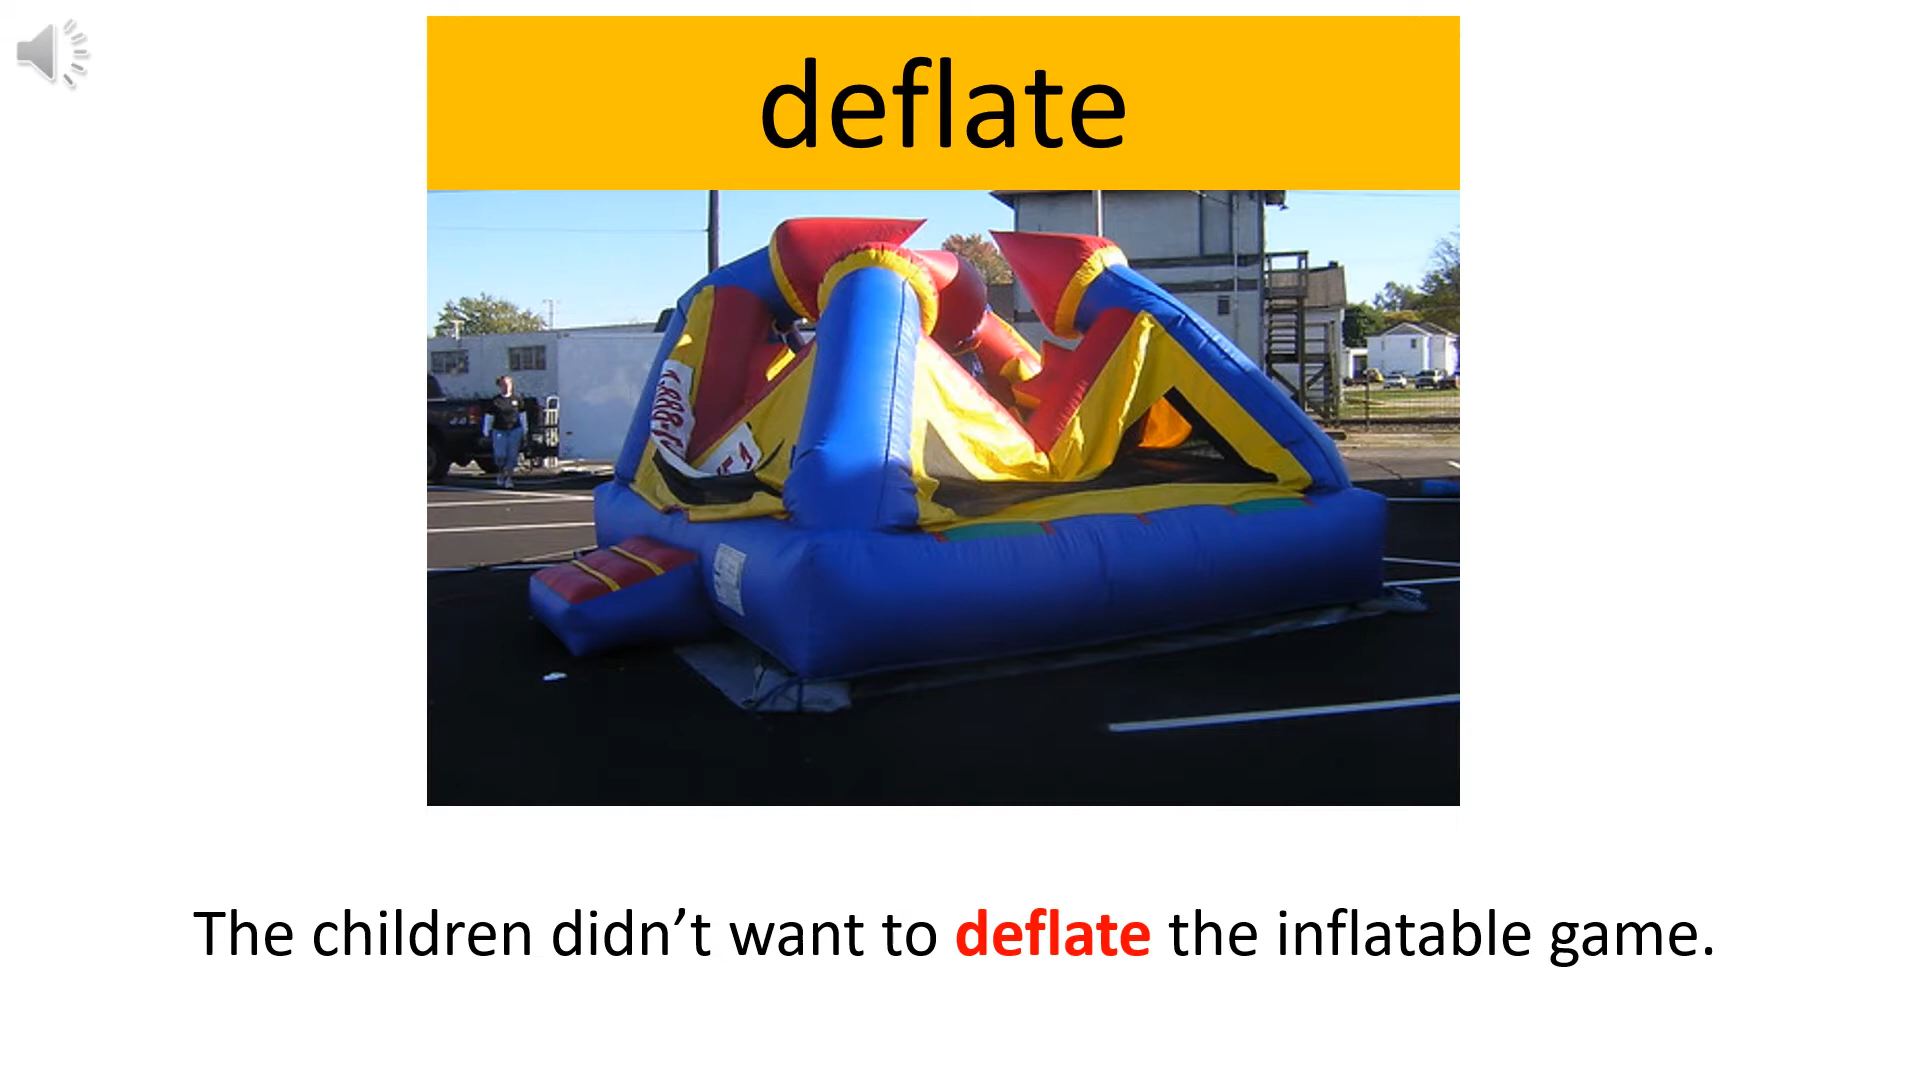 deflate
The children didn’t want to deflate the inflatable game.